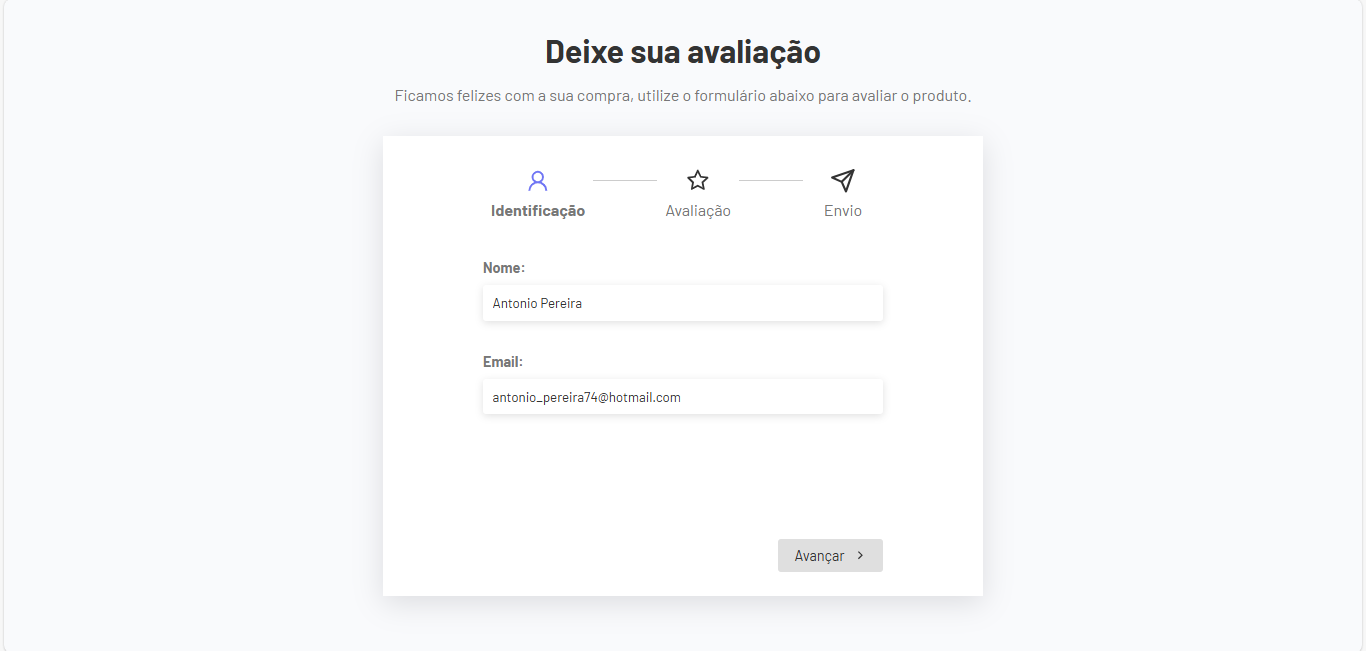 Deixe sua avaliação
Ficamos felizes com a sua compra, utilize o formulário abaixo para avaliar o produto.
Identificação
Avaliação
Envio
Nome:
Antonio Pereira
Email:
antonio_pereira74@hotmail.com
Avançar